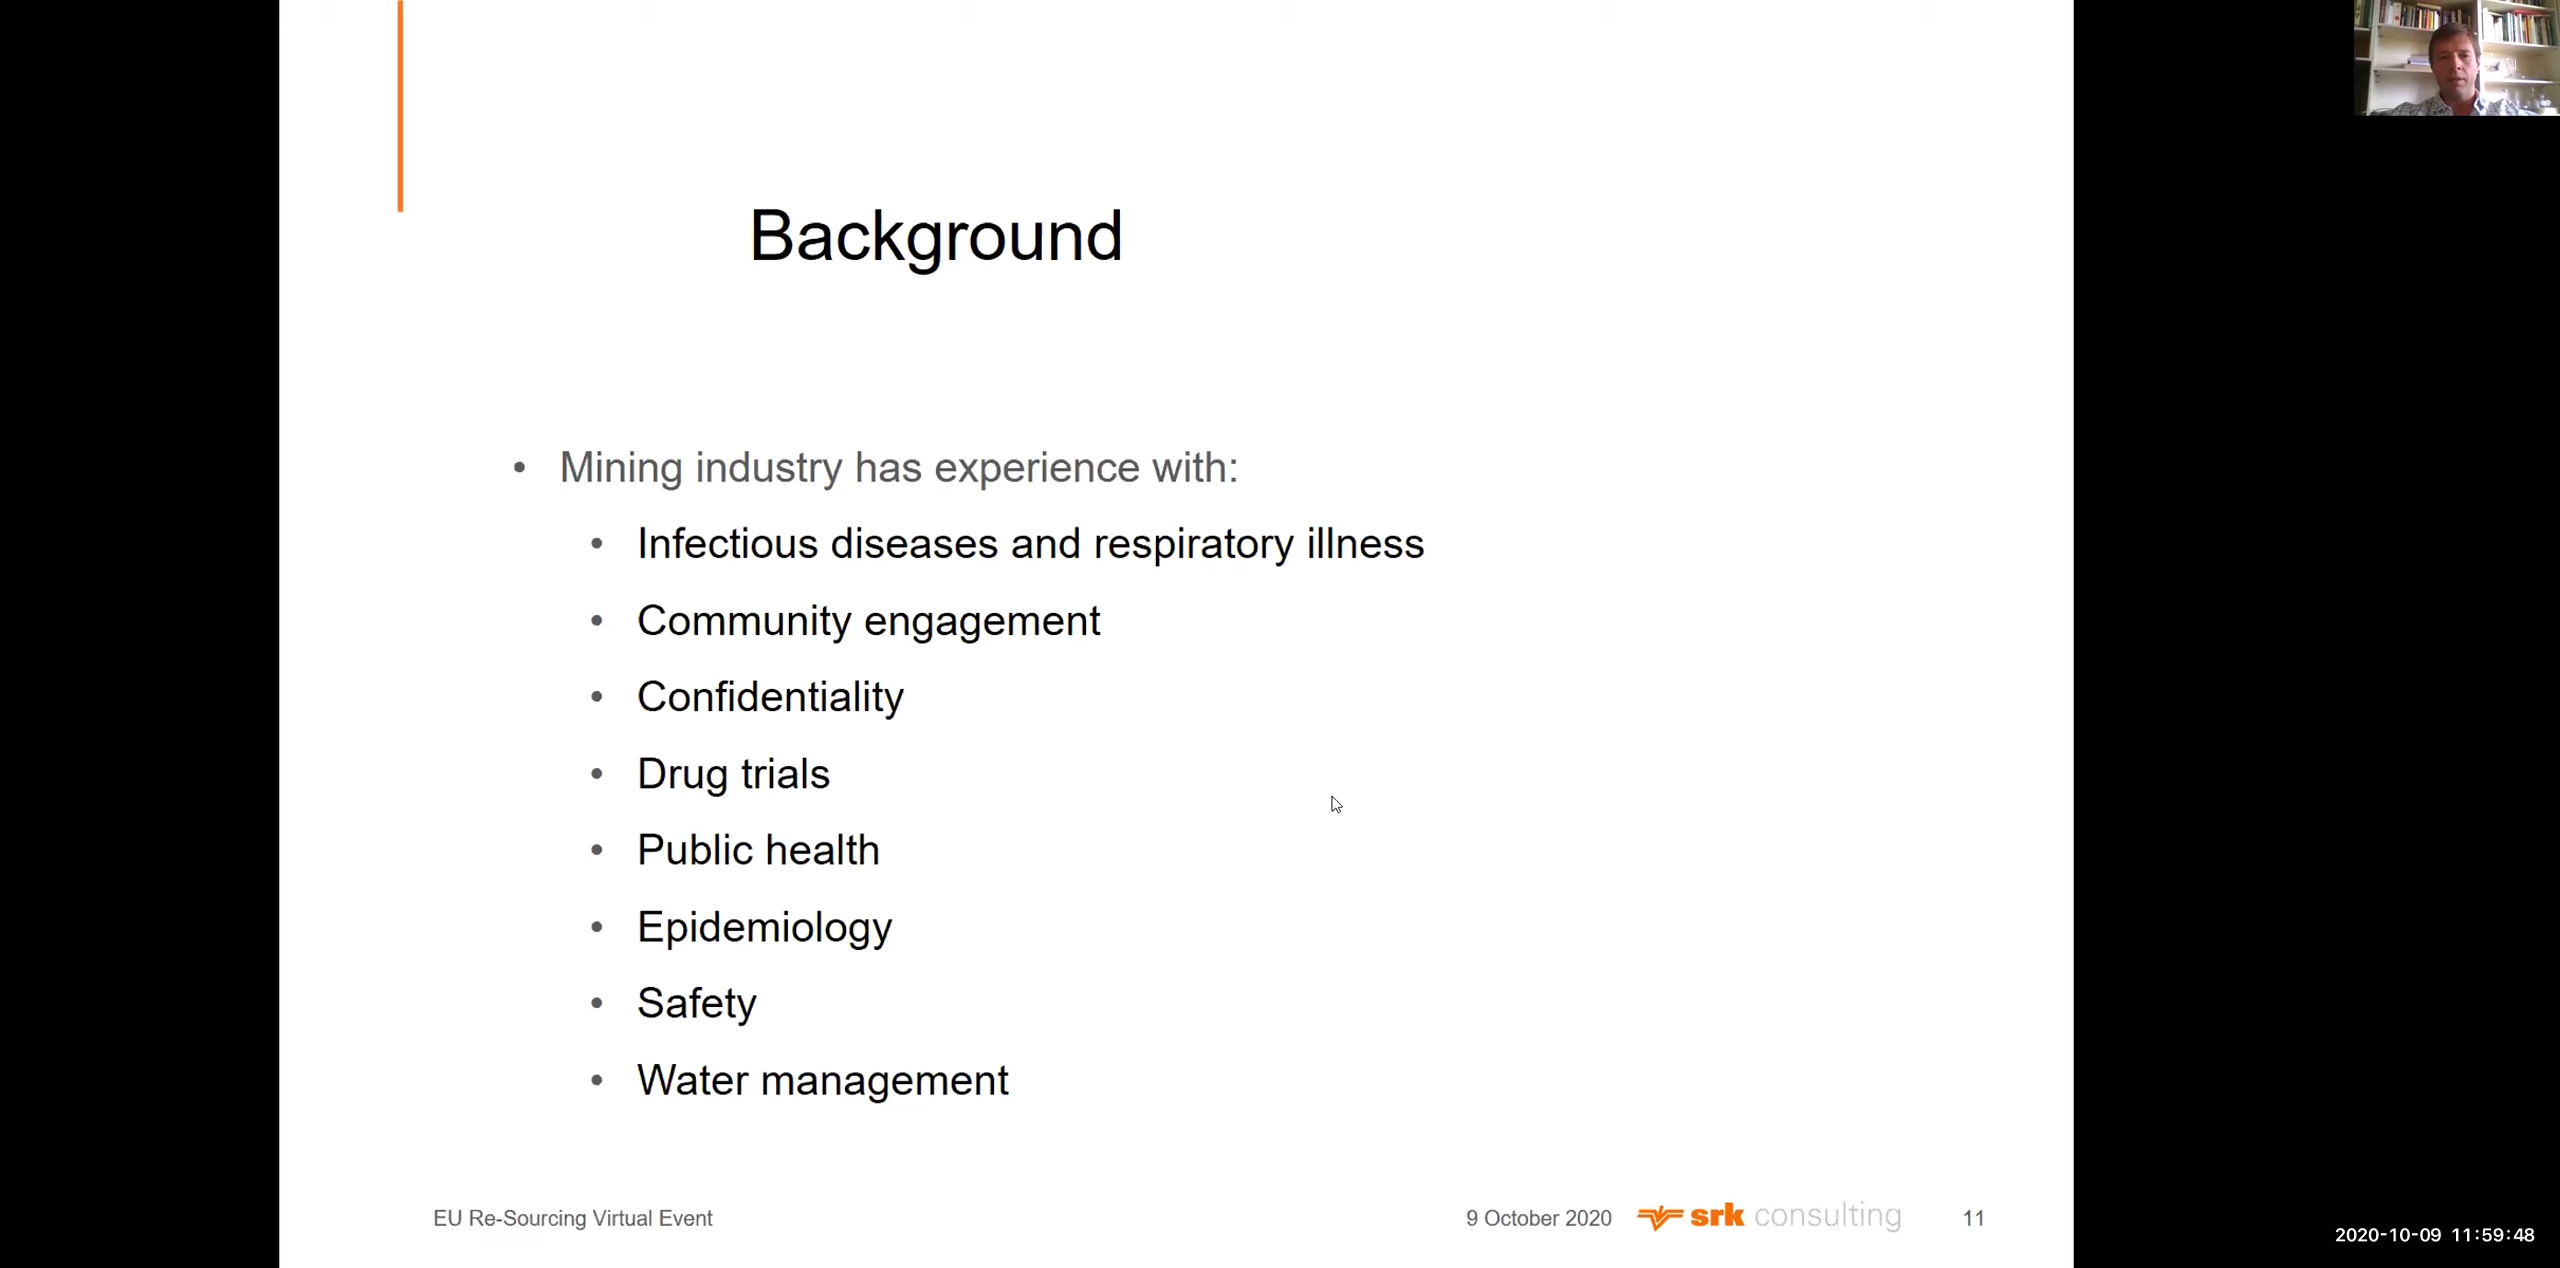 Background
• Mining industry has experience with:
• Infectious diseases and respiratory illness
• Community engagement
• Confidentiality
• Drug trials
• Public health
• Epidemiology
• Safety
• Water management
EU Re-Sourcing Virtual Event
9 October 2020
srk consulting
11
2020-10-09 11:59:48